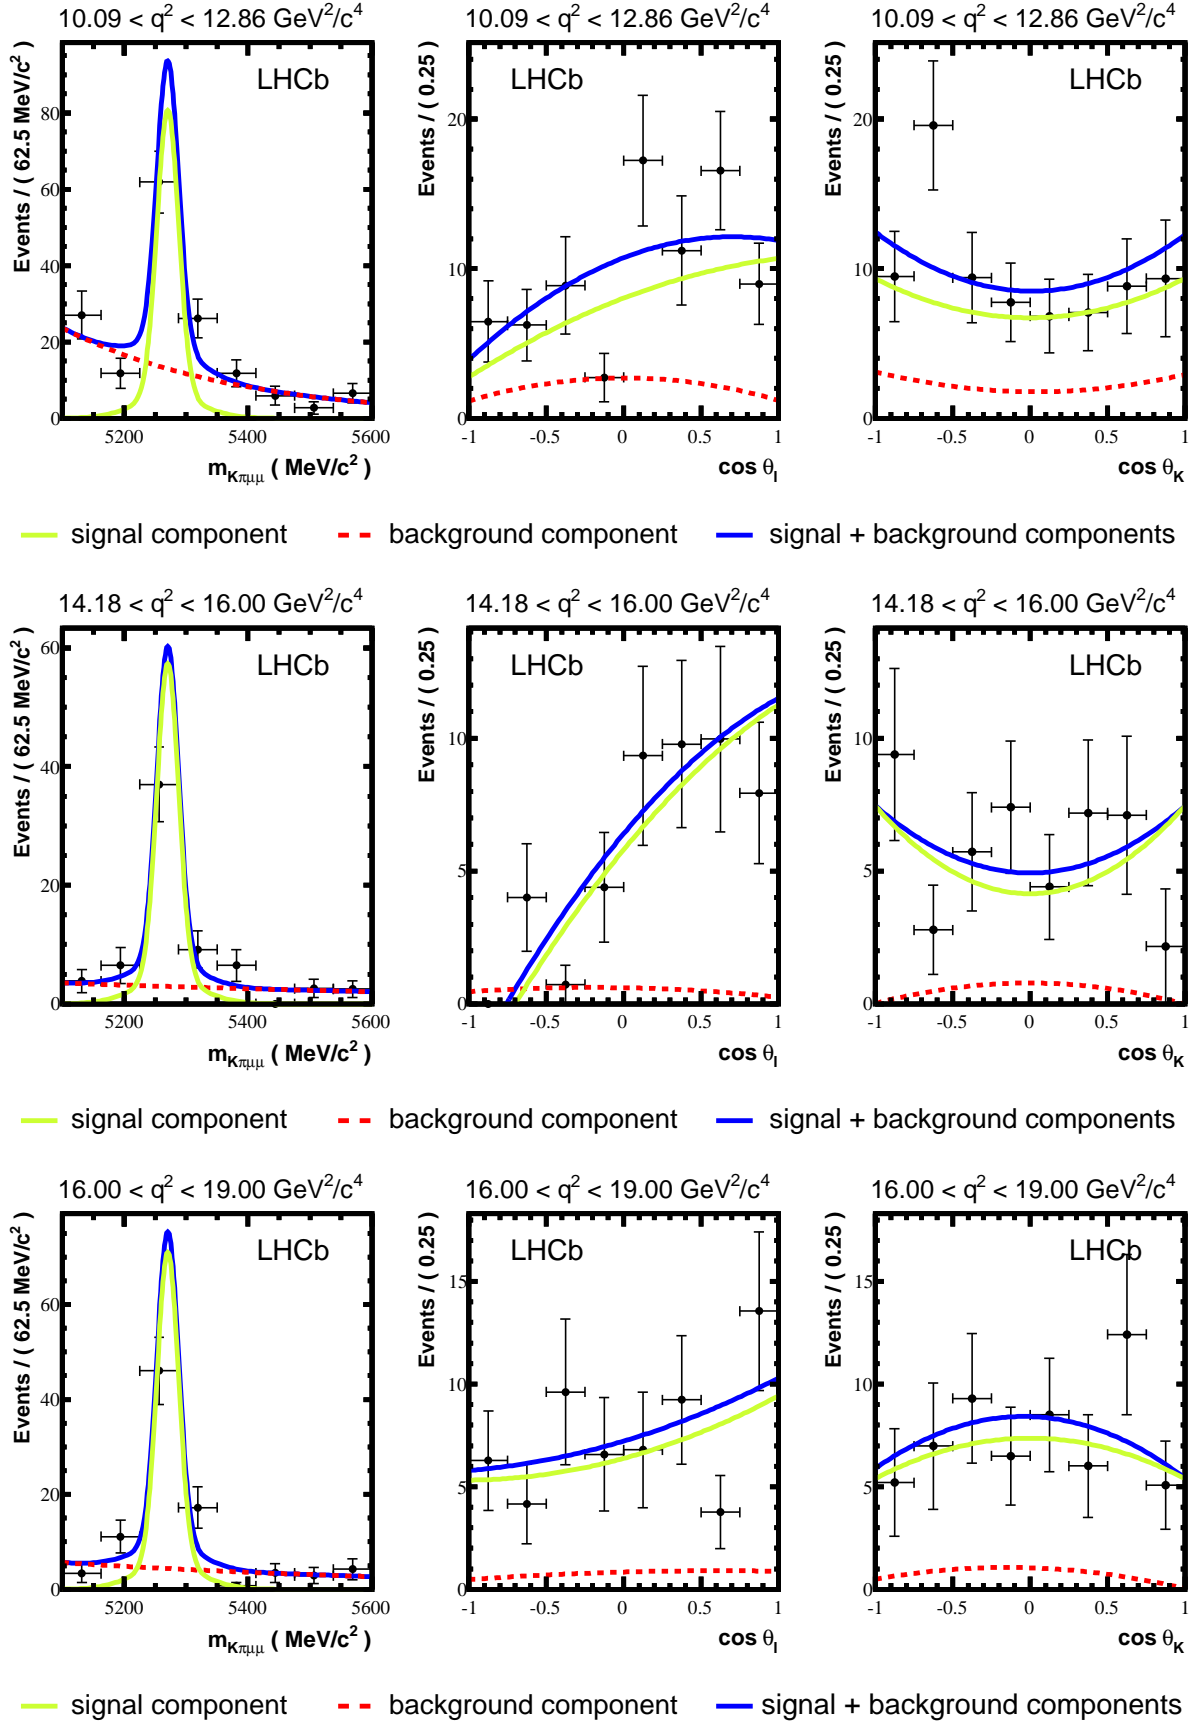 10.09 < q² < 12.86 GeV²/c⁴
10.09 < q² < 12.86 GeV²/c⁴
10.09 < q² < 12.86 GeV²/c⁴
Events / ( 62.5 MeV/c² )
80
60
40
20
0
LHCb
5200 5400 5600
m_Kπμμ ( MeV/c² )
Events / ( 0.25 )
20
10
0
LHCb
-1 -0.5 0 0.5 1
cos θ_l
Events / ( 0.25 )
20
10
0
LHCb
-1 -0.5 0 0.5 1
cos θ_K
signal component background component signal + background components
14.18 < q² < 16.00 GeV²/c⁴
14.18 < q² < 16.00 GeV²/c⁴
14.18 < q² < 16.00 GeV²/c⁴
Events / ( 62.5 MeV/c² )
60
40
20
0
LHCb
5200 5400 5600
m_Kπμμ ( MeV/c² )
Events / ( 0.25 )
10
5
0
LHCb
-1 -0.5 0 0.5 1
cos θ_l
Events / ( 0.25 )
10
5
0
LHCb
-1 -0.5 0 0.5 1
cos θ_K
signal component background component signal + background components
16.00 < q² < 19.00 GeV²/c⁴
16.00 < q² < 19.00 GeV²/c⁴
16.00 < q² < 19.00 GeV²/c⁴
Events / ( 62.5 MeV/c² )
60
40
20
0
LHCb
5200 5400 5600
m_Kπμμ ( MeV/c² )
Events / ( 0.25 )
15
10
5
0
LHCb
-1 -0.5 0 0.5 1
cos θ_l
Events / ( 0.25 )
15
10
5
0
LHCb
-1 -0.5 0 0.5 1
cos θ_K
signal component background component signal + background components